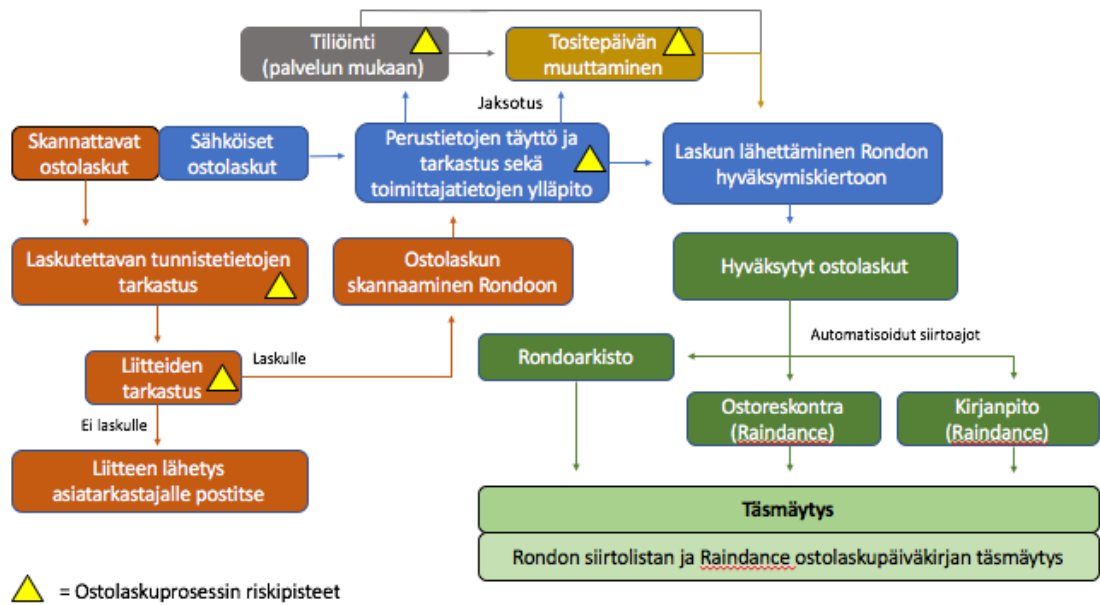 Tiliöinti
(palvelun mukaan)
Tositepäivän
muuttaminen
Jaksotus
Skannattavat
ostolaskut
Sähköiset
ostolaskut
Perustietojen täyttö ja
tarkastus sekä
toimittajatietojen ylläpito
Laskun lähettäminen Rondon
hyväksymiskiertoon
Laskutettavan tunnistetietojen
tarkastus
Ostolaskun
skannaaminen Rondoon
Hyväksytyt ostolaskut
Automatisoidut siirtoajot
Liitteiden
tarkastus
Laskulle
Rondoarkisto
Ei laskulle
Ostoreskontra
(Raindance)
Kirjanpito
(Raindance)
Liitteen lähetys
asiatarkastajalle postitse
Täsmäytys
Rondon siirtolistan ja Raindance ostolaskupäiväkirjan täsmäytys
= Ostolaskuprosessin riskipisteet